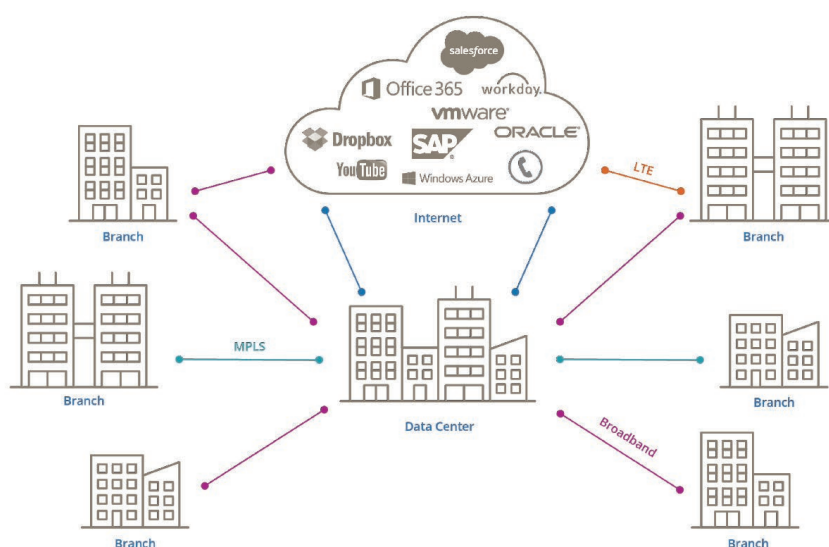 salesforce
Office 365
workday.
vmware®
Dropbox
SAP®
ORACLE®
YouTube
Windows Azure
LTE
Internet
Branch
Branch
MPLS
Branch
Data Center
Branch
Broadband
Branch
Branch